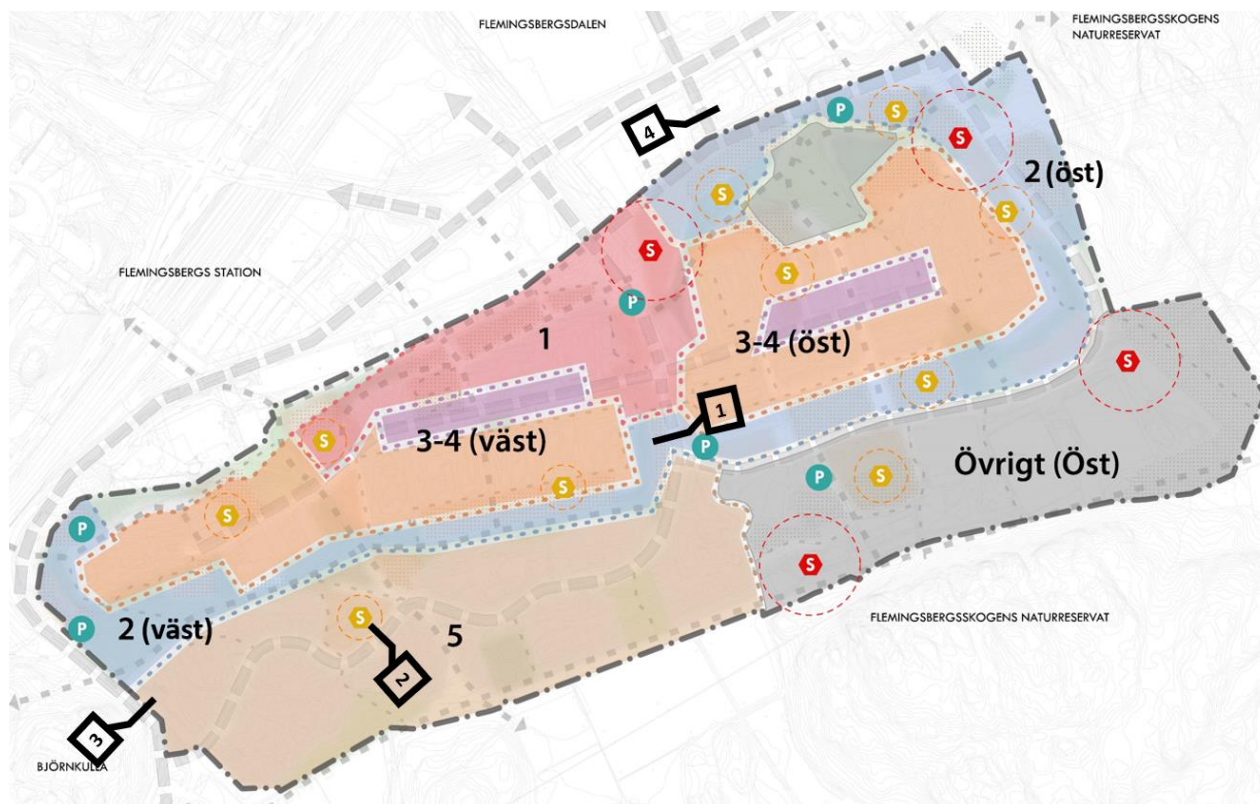 FLEMINGSBERGSDALEN
FLEMINGSBERGSSKOGENS
NATURRESERVAT
4
P
S
S
2 (öst)
S
S
S
FLEMINGSBERGS STATION
S
P
1
3-4 (öst)
S
S
1
3-4 (väst)
S
P
Övrigt (Öst)
S
P
S
S
P
S
S
P
2 (väst)
5
FLEMINGSBERGSSKOGENS NATURRESERVAT
2
3
BJÖRNKULLA